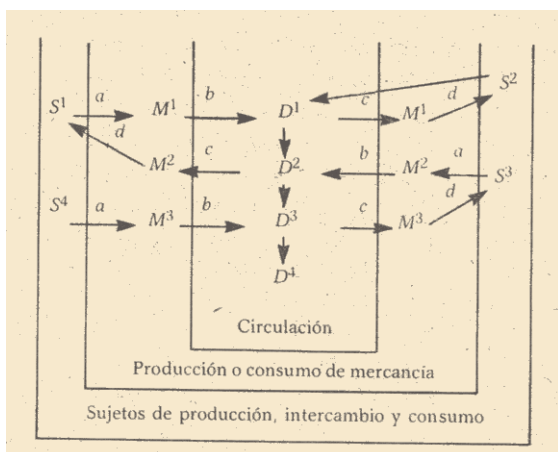 S²
S¹ a M¹ b D¹ c M¹ d
d M² c D² b M² a S³
S⁴ a M³ b D³ c M³ d
D⁴
Circulación
Producción o consumo de mercancía
Sujetos de producción, intercambio y consumo